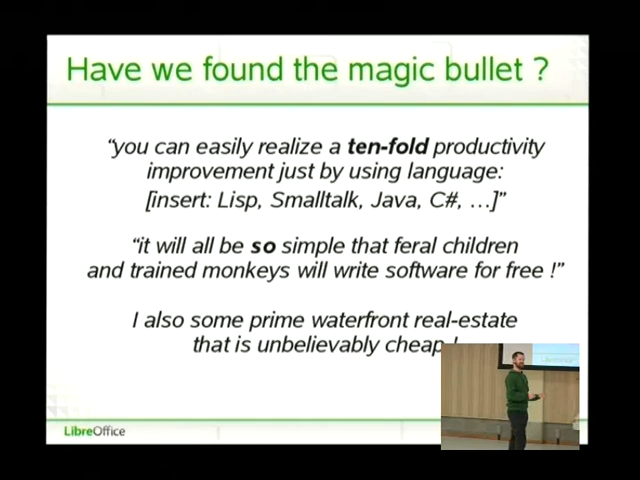 Have we found the magic bullet ?
“you can easily realize a ten-fold productivity
improvement just by using language:
[insert: Lisp, Smalltalk, Java, C#, ...]”
“it will all be so simple that feral children
and trained monkeys will write software for free !”
I also some prime waterfront real-estate
that is unbelievably cheap !
LibreOffice